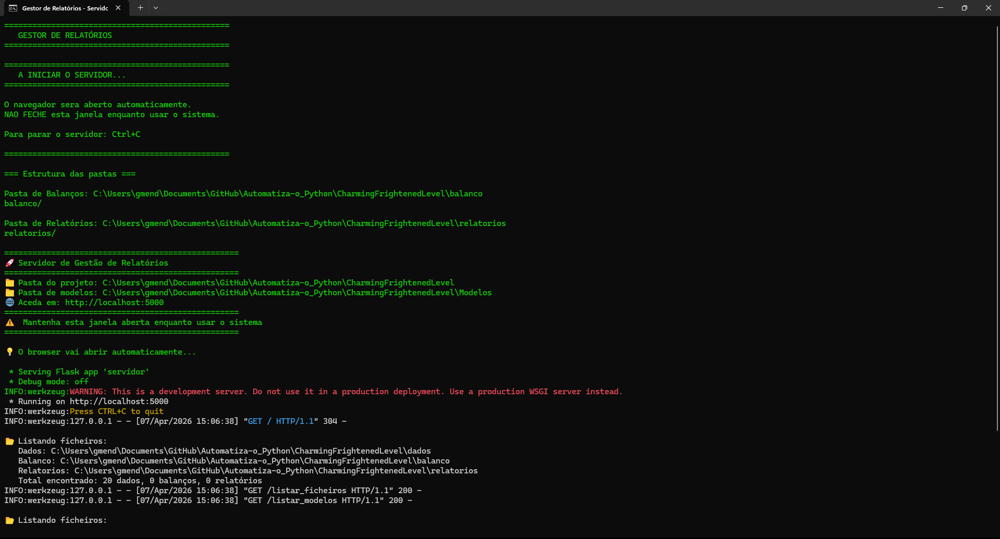 Gestor de Relatórios - Servidc
================================================
GESTOR DE RELATÓRIOS
================================================
================================================
A INICIAR O SERVIDOR...
================================================
O navegador sera aberto automaticamente.
NAO FECHE esta janela enquanto usar o sistema.
Para parar o servidor: Ctrl+C
================================================
=== Estrutura das pastas ===
Pasta de Balanços: C:\Users\gmend\Documents\GitHub\Automatiza-o_Python\CharmingFrightenedLevel\balanco
balanco/
Pasta de Relatórios: C:\Users\gmend\Documents\GitHub\Automatiza-o_Python\CharmingFrightenedLevel\relatorios
relatorios/
==================================================
🚀 Servidor de Gestão de Relatórios
==================================================
📁 Pasta do projeto: C:\Users\gmend\Documents\GitHub\Automatiza-o_Python\CharmingFrightenedLevel
📁 Pasta de modelos: C:\Users\gmend\Documents\GitHub\Automatiza-o_Python\CharmingFrightenedLevel\Modelos
🌐 Aceda em: http://localhost:5000
==================================================
⚠️ Mantenha esta janela aberta enquanto usar o sistema
==================================================
💡 O browser vai abrir automaticamente...
* Serving Flask app 'servidor'
* Debug mode: off
INFO:werkzeug:WARNING: This is a development server. Do not use it in a production deployment. Use a production WSGI server instead.
* Running on http://localhost:5000
INFO:werkzeug:Press CTRL+C to quit
INFO:werkzeug:127.0.0.1 - - [07/Apr/2026 15:06:38] "GET / HTTP/1.1" 304 -
📂 Listando ficheiros:
Dados: C:\Users\gmend\Documents\GitHub\Automatiza-o_Python\CharmingFrightenedLevel\dados
Balanco: C:\Users\gmend\Documents\GitHub\Automatiza-o_Python\CharmingFrightenedLevel\balanco
Relatorios: C:\Users\gmend\Documents\GitHub\Automatiza-o_Python\CharmingFrightenedLevel\relatorios
Total encontrado: 20 dados, 0 balanços, 0 relatórios
INFO:werkzeug:127.0.0.1 - - [07/Apr/2026 15:06:38] "GET /listar_ficheiros HTTP/1.1" 200 -
INFO:werkzeug:127.0.0.1 - - [07/Apr/2026 15:06:38] "GET /listar_modelos HTTP/1.1" 200 -
📂 Listando ficheiros: